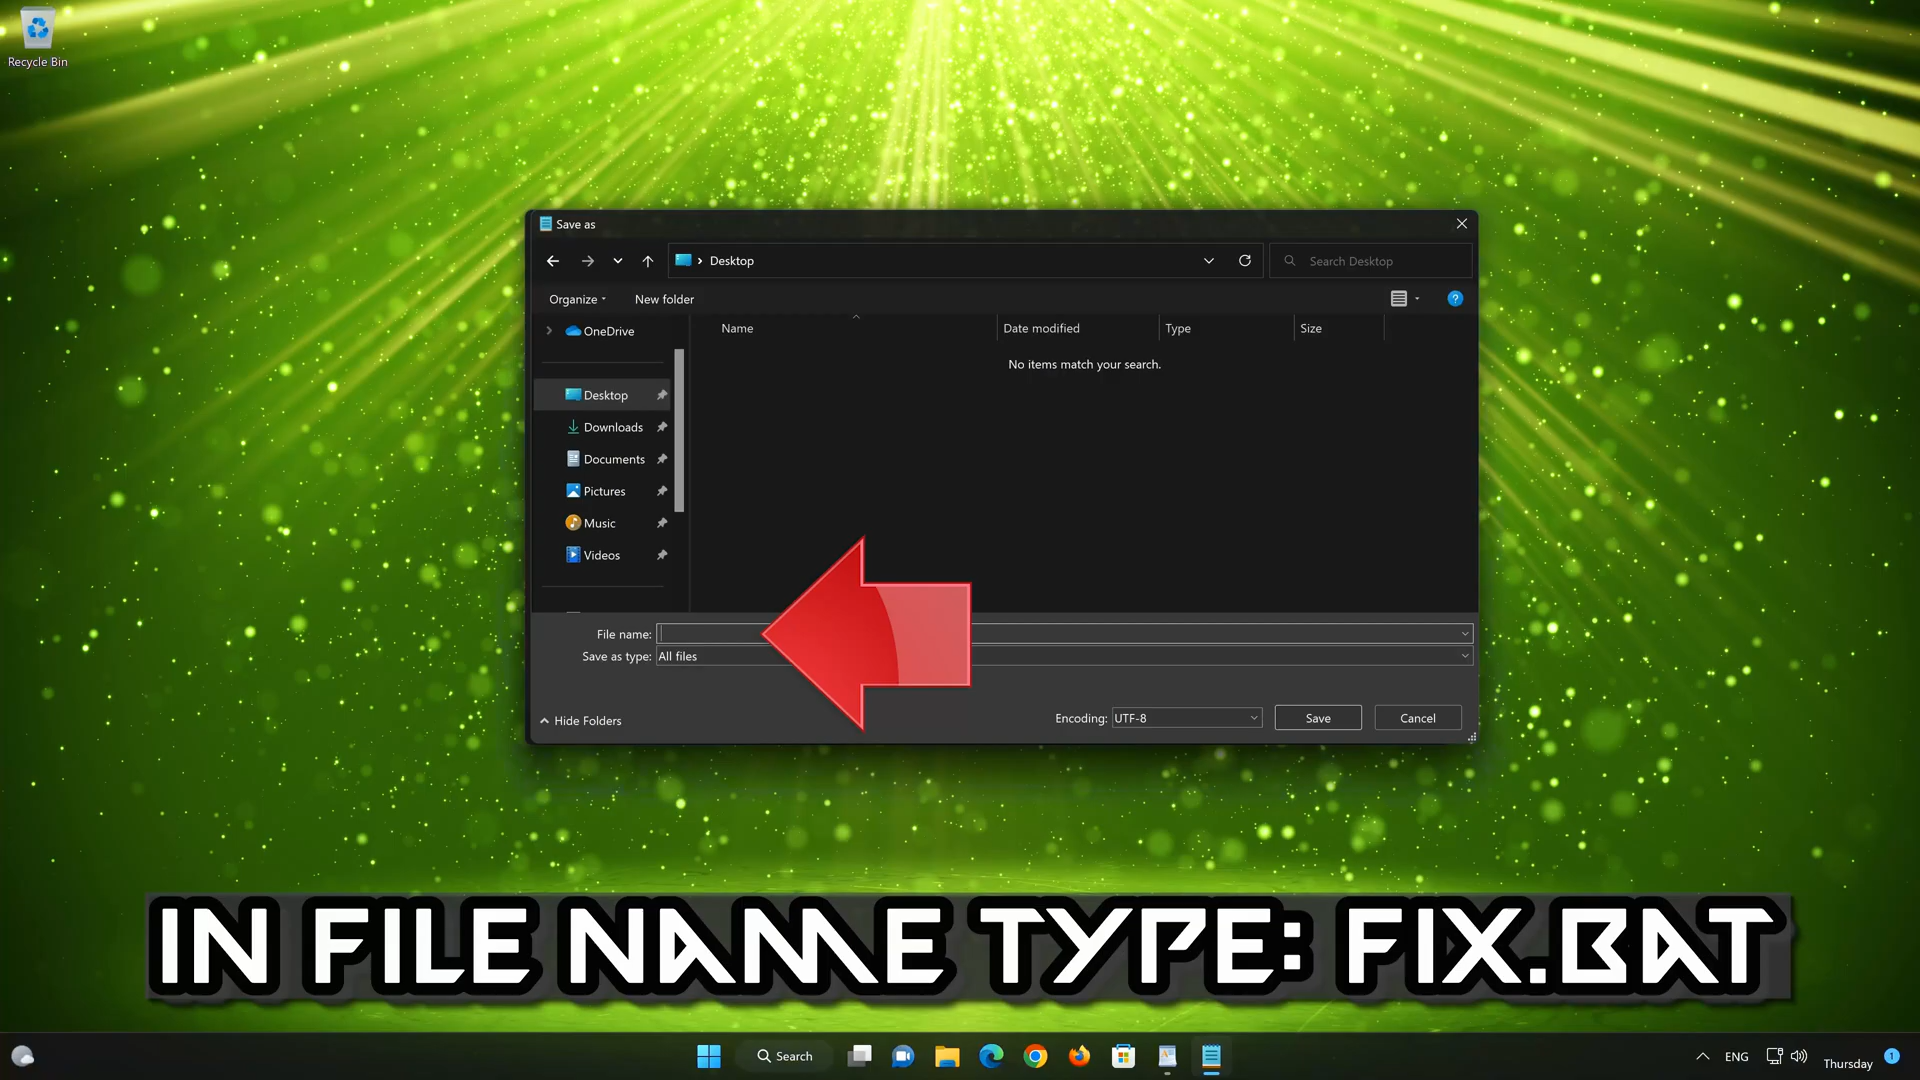 Recycle Bin
Save as
Desktop
Search Desktop
Organize
New folder
OneDrive
Name
Date modified
Type
Size
No items match your search.
Desktop
Downloads
Documents
Pictures
Music
Videos
File name:
Save as type: All files
Hide Folders
Encoding: UTF-8
Save
Cancel
IN FILE NAME TYPE: FIX.BAT
Search
ENG
Thursday
1